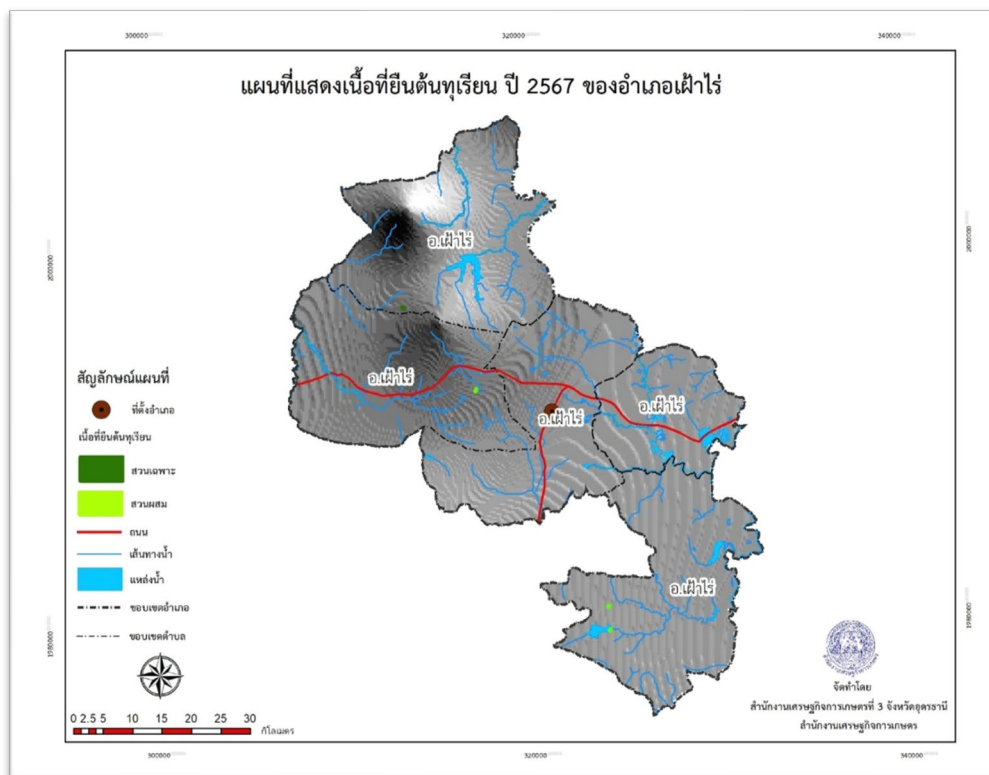 300000
320000
340000
แผนที่แสดงเนื้อที่ยืนต้นทุเรียน ปี 2567 ของอำเภอเฝ้าไร่
2000000
2000000
อ.เฝ้าไร่
อ.เฝ้าไร่
อ.เฝ้าไร่
อ.เฝ้าไร่
อ.เฝ้าไร่
สัญลักษณ์แผนที่
ที่ตั้งอำเภอ
เนื้อที่ยืนต้นทุเรียน
สวนเฉพาะ
สวนผสม
ถนน
เส้นทางน้ำ
แหล่งน้ำ
ขอบเขตอำเภอ
ขอบเขตตำบล
1980000
1980000
0 2.5 5 10 15 20 25 30
กิโลเมตร
จัดทำโดย
สำนักงานเศรษฐกิจการเกษตรที่ 3 จังหวัดอุดรธานี
สำนักงานเศรษฐกิจการเกษตร
300000
320000
340000